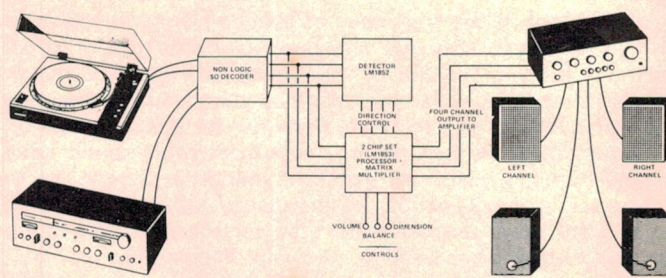 NON LOGIC
SQ DECODER
DETECTOR
LM1852
DIRECTION
CONTROL
2 CHIP SET
(LM1853)
PROCESSOR -
MATRIX
MULTIPLIER
FOUR CHANNEL
OUTPUT TO
AMPLIFIER
VOLUME
DIMENSION
BALANCE
CONTROLS
LEFT
CHANNEL
RIGHT
CHANNEL